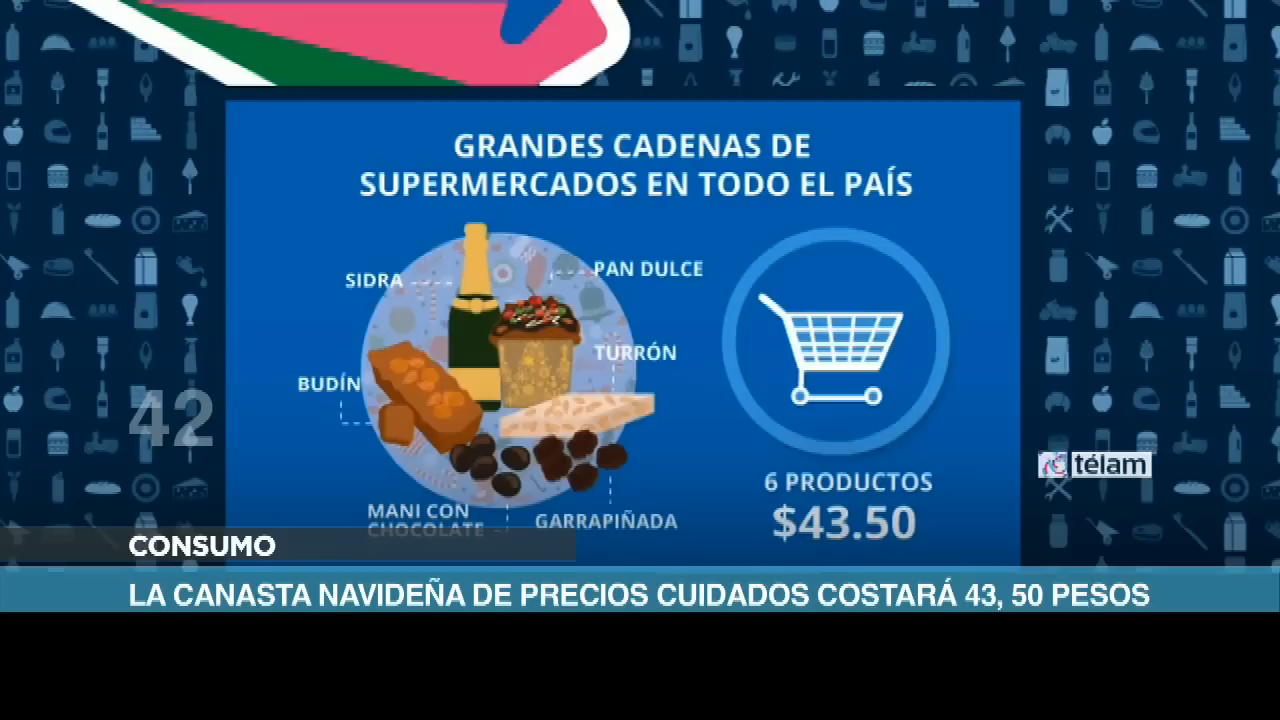 GRANDES CADENAS DE
SUPERMERCADOS EN TODO EL PAÍS
SIDRA
PAN DULCE
TURRÓN
BUDÍN
42
télam
6 PRODUCTOS
$43.50
MANI CON
CHOCOLATE
GARRAPIÑADA
CONSUMO
LA CANASTA NAVIDEÑA DE PRECIOS CUIDADOS COSTARÁ 43, 50 PESOS